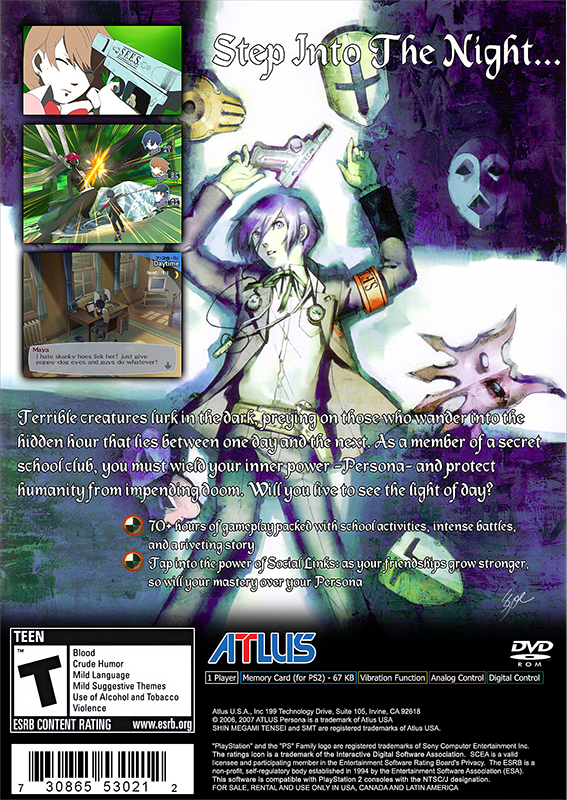 Step Into The Night...
SEES
7/26 Su
Daytime
Maya
i hate skanky hoes liek her! just give
puppy-dog eyes and guys do whatever!
Terrible creatures lurk in the dark, preying on those who wander into the
hidden hour that lies between one day and the next. As a member of a secret
school club, you must wield your inner power -Persona- and protect
humanity from impending doom. Will you live to see the light of day?
70+ hours of gameplay packed with school activities, intense battles,
and a riveting story
Tap into the power of Social Links: as your friendships grow stronger,
so will your mastery over your Persona
TEEN
T
Blood
Crude Humor
Mild Language
Mild Suggestive Themes
Use of Alcohol and Tobacco
Violence
ESRB CONTENT RATING www.esrb.org
ATLUS
DVD
ROM
1 Player Memory Card (for PS2) - 67 KB Vibration Function Analog Control Digital Control
Atlus U.S.A., Inc 199 Technology Drive, Suite 105, Irvine, CA 92618
© 2006, 2007 ATLUS Persona is a trademark of Atlus USA
SHIN MEGAMI TENSEI and SMT are registered trademarks of Atlus USA.
"PlayStation" and the "PS" Family logo are registered trademarks of Sony Computer Entertainment Inc.
The ratings icon is a trademark of the Interactive Digital Software Association. SCEA is a valid
licensee and participating member in the Entertainment Software Rating Board's Privacy. The ESRB is a
non-profit, self-regulatory body established in 1994 by the Entertainment Software Association (ESA).
This software is compatible with PlayStation 2 consoles with the NTSC/J designation.
FOR SALE, RENTAL AND USE ONLY IN USA, CANADA AND LATIN AMERICA
7 30865 53021 2